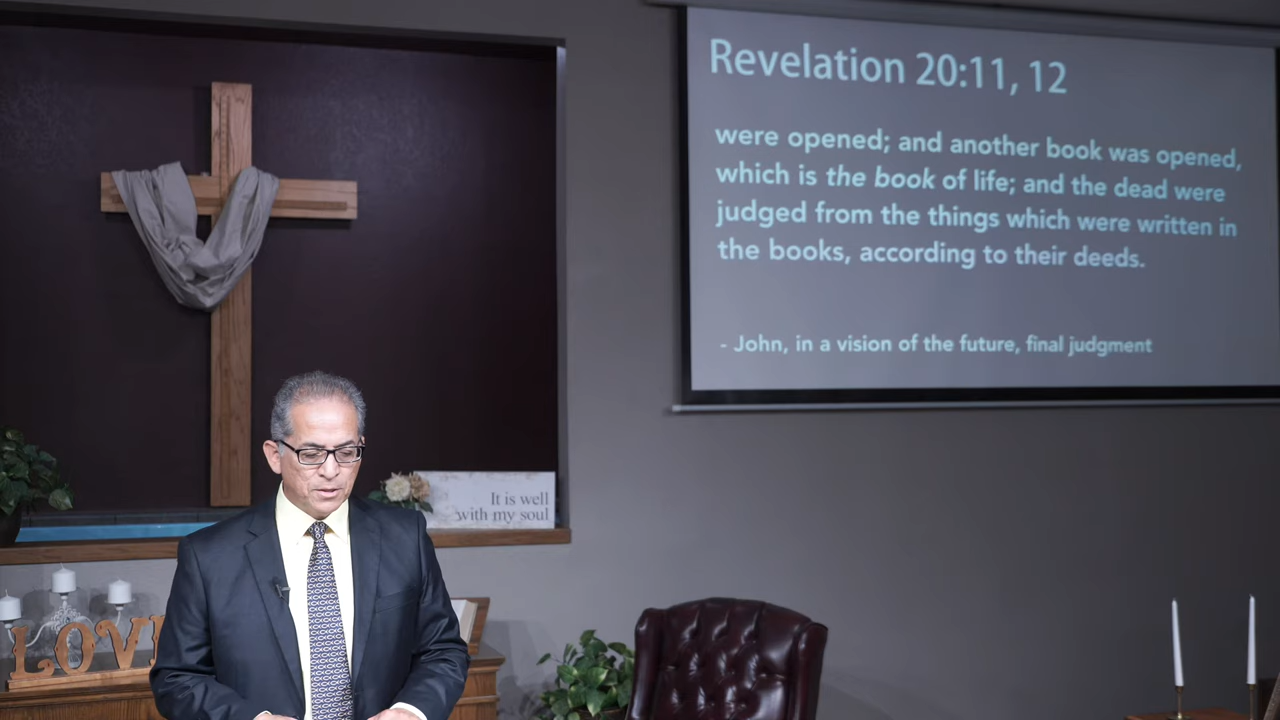 Revelation 20:11, 12
were opened; and another book was opened,
which is the book of life; and the dead were
judged from the things which were written in
the books, according to their deeds.
- John, in a vision of the future, final judgment
It is well
with my soul
LOVE